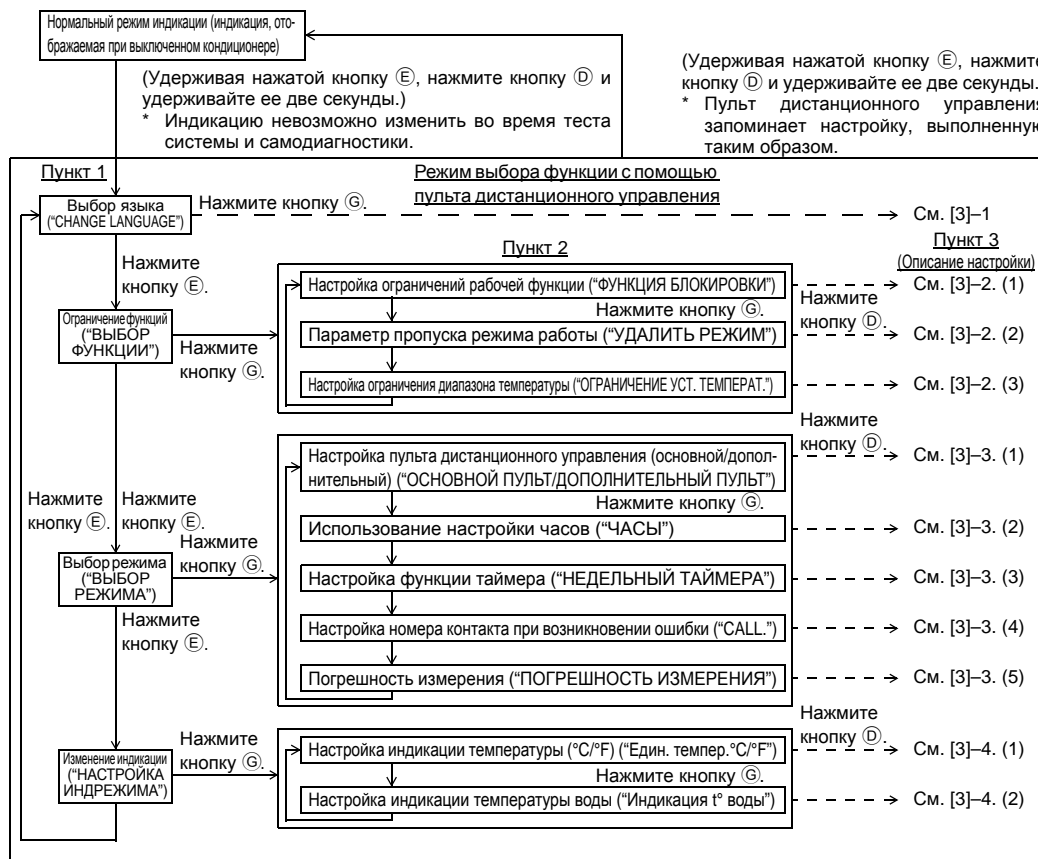 Нормальный режим индикации (индикация, ото-
бражаемая при выключенном кондиционере)
(Удерживая нажатой кнопку Ⓔ, нажмите кнопку Ⓓ и
удерживайте ее две секунды.)
* Индикацию невозможно изменить во время теста
системы и самодиагностики.
(Удерживая нажатой кнопку Ⓔ, нажмите
кнопку Ⓓ и удерживайте ее две секунды.
* Пульт дистанционного управления
запоминает настройку, выполненную
таким образом.
Пункт 1
Режим выбора функции с помощью
пульта дистанционного управления
Выбор языка
("CHANGE LANGUAGE")
Нажмите кнопку Ⓖ.
См. [3]–1
Пункт 2
Пункт 3
(Описание настройки)
Нажмите
кнопку Ⓔ.
Ограничение функций
("ВЫБОР
ФУНКЦИИ")
Нажмите
кнопку Ⓖ.
Настройка ограничений рабочей функции ("ФУНКЦИЯ БЛОКИРОВКИ")
Нажмите кнопку Ⓖ.
Нажмите
кнопку Ⓓ.
См. [3]–2. (1)
Параметр пропуска режима работы ("УДАЛИТЬ РЕЖИМ")
См. [3]–2. (2)
Настройка ограничения диапазона температуры ("ОГРАНИЧЕНИЕ УСТ. ТЕМПЕРАТ.")
См. [3]–2. (3)
Нажмите
кнопку Ⓔ.
Нажмите
кнопку Ⓔ.
Выбор режима
("ВЫБОР
РЕЖИМА")
Нажмите
кнопку Ⓖ.
Нажмите
кнопку Ⓓ.
Настройка пульта дистанционного управления (основной/допол-
нительный) ("ОСНОВНОЙ ПУЛЬТ/ДОПОЛНИТЕЛЬНЫЙ ПУЛЬТ")
См. [3]–3. (1)
Нажмите кнопку Ⓖ.
Использование настройки часов ("ЧАСЫ")
См. [3]–3. (2)
Настройка функции таймера ("НЕДЕЛЬНЫЙ ТАЙМЕРА")
См. [3]–3. (3)
Настройка номера контакта при возникновении ошибки ("CALL.")
См. [3]–3. (4)
Погрешность измерения ("ПОГРЕШНОСТЬ ИЗМЕРЕНИЯ")
См. [3]–3. (5)
Нажмите
кнопку Ⓔ.
Изменение индикации
("НАСТРОЙКА
ИНДРЕЖИМА")
Нажмите
кнопку Ⓖ.
Нажмите
кнопку Ⓓ.
Настройка индикации температуры (°C/°F) ("Един. темпер.°C/°F")
См. [3]–4. (1)
Нажмите кнопку Ⓖ.
Настройка индикации температуры воды ("Индикация t° воды")
См. [3]–4. (2)